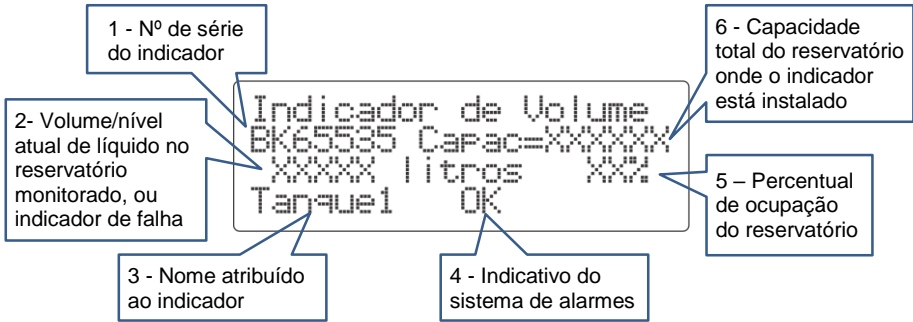 1 - Nº de série
do indicador
6 - Capacidade
total do reservatório
onde o indicador
está instalado
2- Volume/nível
atual de líquido no
reservatório
monitorado, ou
indicador de falha
Indicador de Volume
BK65535 Capac=XXXXXX
XXXXX litros XX%
Tanque1 OK
5 – Percentual
de ocupação
do reservatório
3 - Nome atribuído
ao indicador
4 - Indicativo do
sistema de alarmes